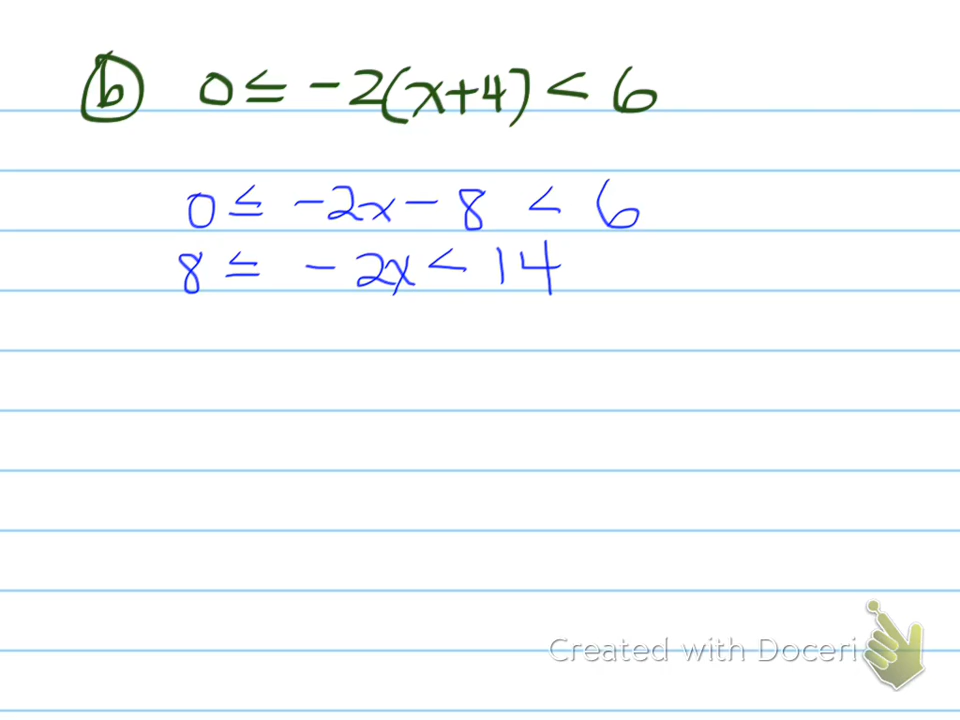 b 0 ≤ -2(x+4) < 6
0 ≤ -2x - 8 < 6
8 ≤ -2x < 14
Created with Doceri